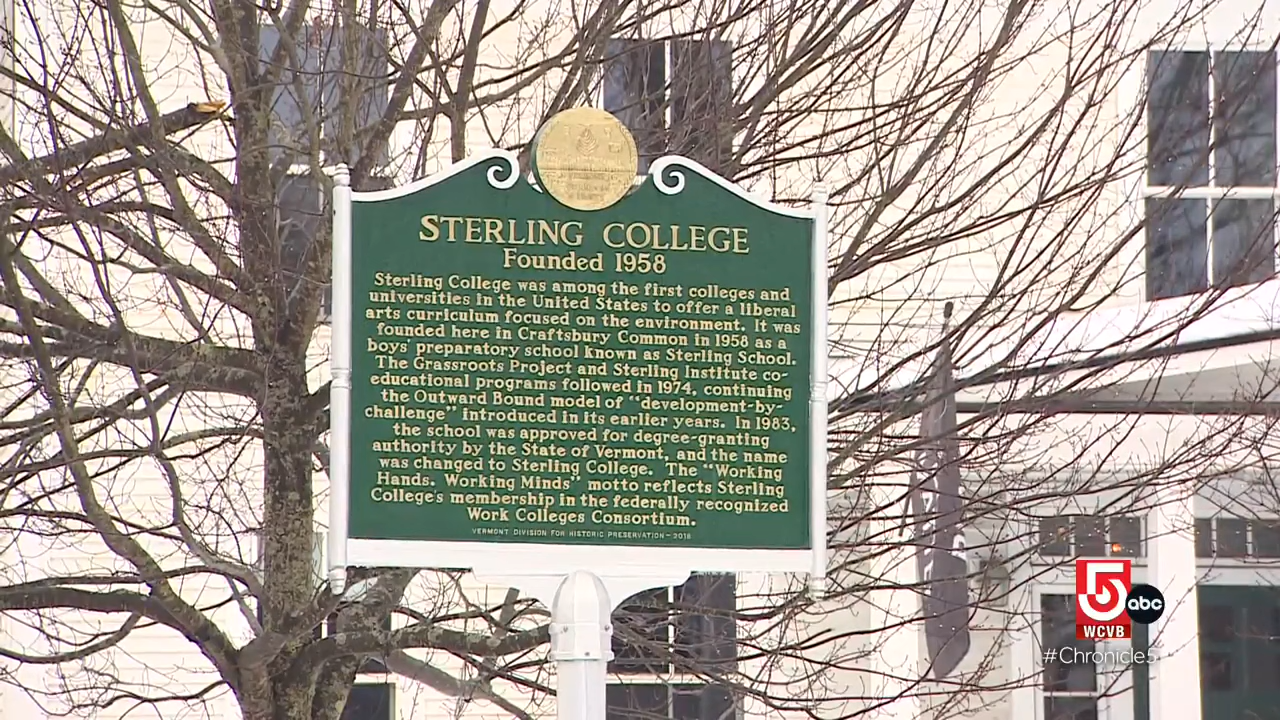 STERLING COLLEGE
Founded 1958
Sterling College was among the first colleges and
universities in the United States to offer a liberal
arts curriculum focused on the environment. It was
founded here in Craftsbury Common in 1958 as a
boys' preparatory school known as Sterling School.
The Grassroots Project and Sterling Institute co-
educational programs followed in 1974, continuing
the Outward Bound model of "development-by-
challenge" introduced in its earlier years. In 1983,
the school was approved for degree-granting
authority by the State of Vermont, and the name
was changed to Sterling College. The "Working
Hands. Working Minds" motto reflects Sterling
College's membership in the federally recognized
Work Colleges Consortium.
VERMONT DIVISION FOR HISTORIC PRESERVATION - 2018
5
abc
WCVB
#Chronicle5